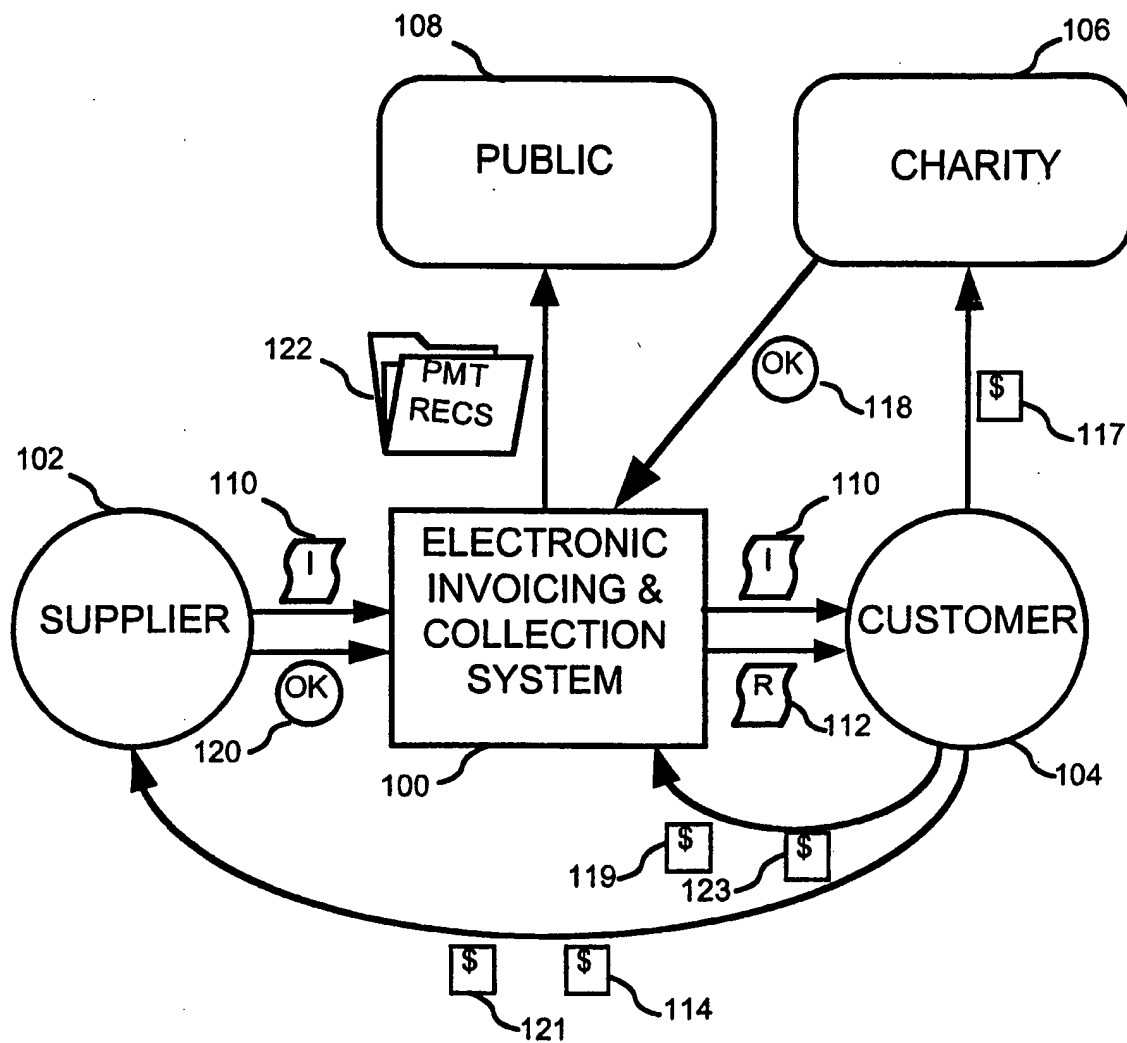 108
106
PUBLIC
CHARITY
122
PMT
RECS
OK
118
$
117
102
110
110
I
I
SUPPLIER
ELECTRONIC
INVOICING &
COLLECTION
SYSTEM
CUSTOMER
OK
120
R
112
100
104
119
$
123
$
$
121
$
114